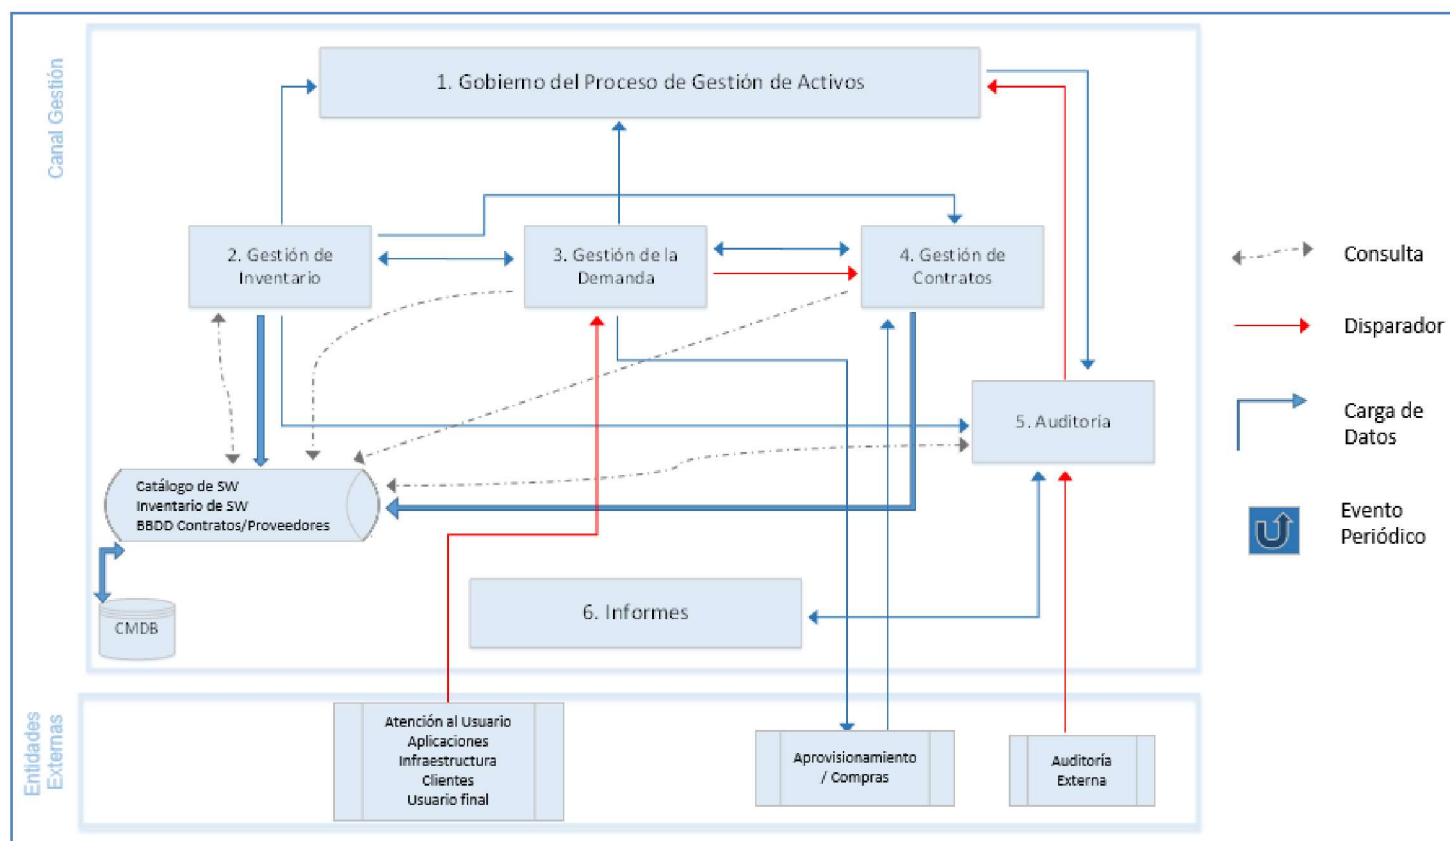 Canal Gestión
1. Gobierno del Proceso de Gestión de Activos
2. Gestión de
Inventario
3. Gestión de la
Demanda
4. Gestión de
Contratos
5. Auditoría
Catálogo de SW
Inventario de SW
BBDD Contratos/Proveedores
CMDB
6. Informes
Consulta
Disparador
Carga de
Datos
Evento
Periódico
Entidades
Externas
Atención al Usuario
Aplicaciones
Infraestructura
Clientes
Usuario final
Aprovisionamiento
/ Compras
Auditoría
Externa